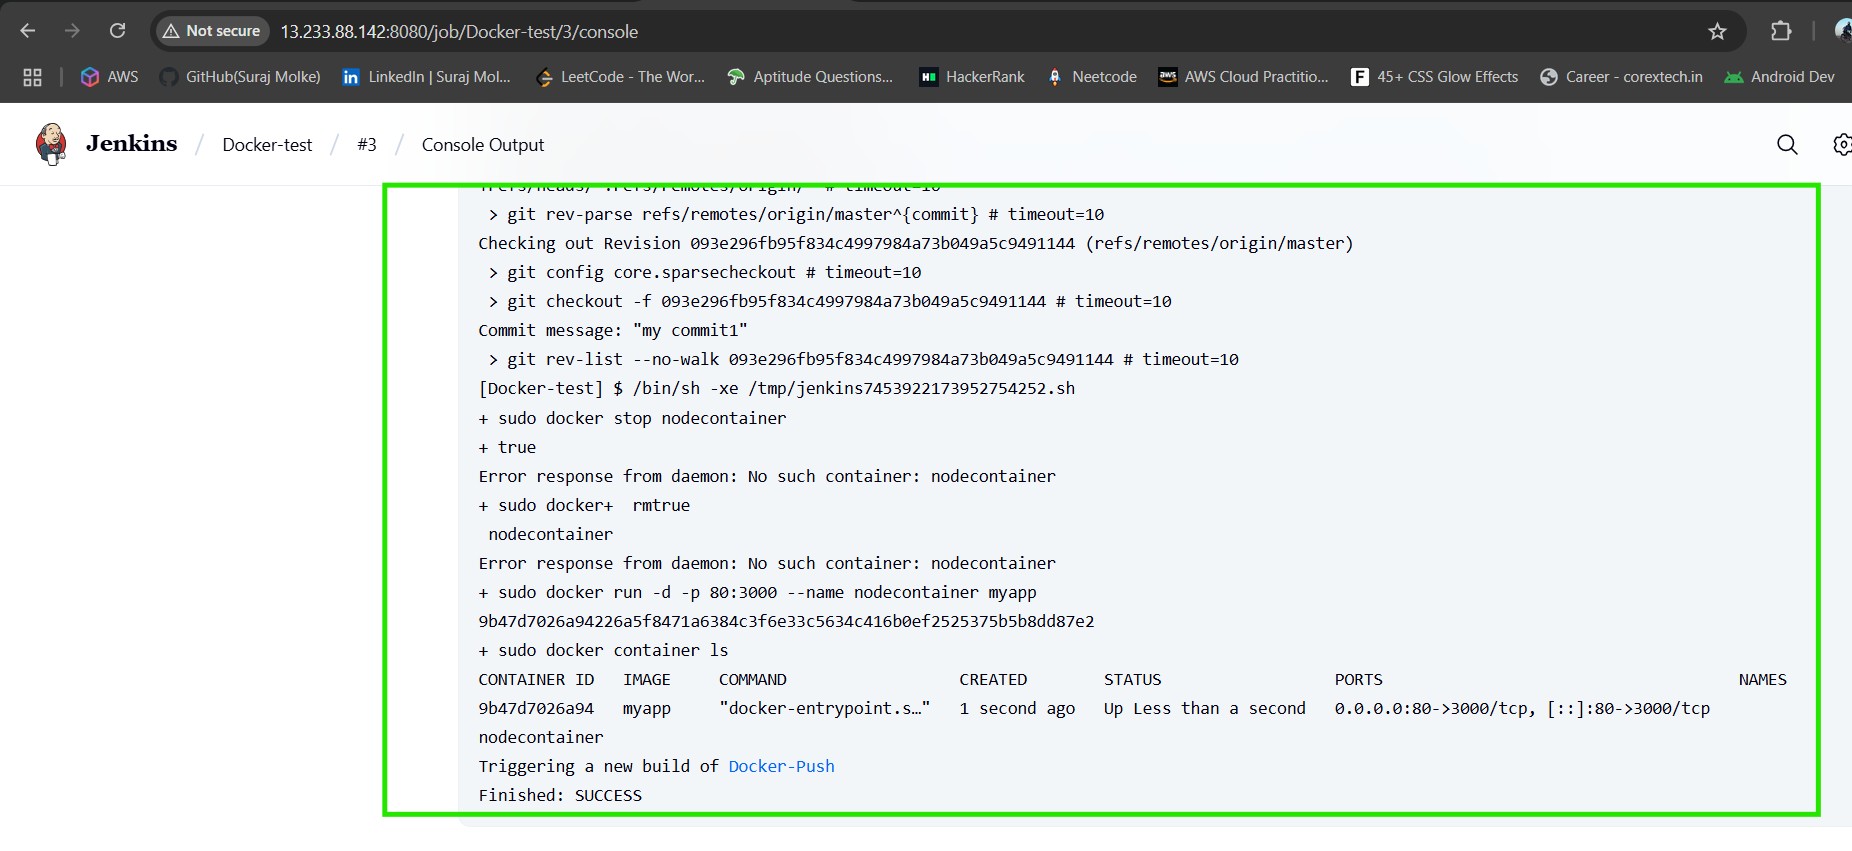 Not secure 13.233.88.142:8080/job/Docker-test/3/console
AWS GitHub(Suraj Molke) LinkedIn | Suraj Mol... LeetCode - The Wor... Aptitude Questions... HackerRank Neetcode AWS Cloud Practitio... 45+ CSS Glow Effects Career - corextech.in Android Dev
Jenkins / Docker-test / #3 / Console Output
> git rev-parse refs/remotes/origin/master^{commit} # timeout=10
Checking out Revision 093e296fb95f834c4997984a73b049a5c9491144 (refs/remotes/origin/master)
> git config core.sparsecheckout # timeout=10
> git checkout -f 093e296fb95f834c4997984a73b049a5c9491144 # timeout=10
Commit message: "my commit1"
> git rev-list --no-walk 093e296fb95f834c4997984a73b049a5c9491144 # timeout=10
[Docker-test] $ /bin/sh -xe /tmp/jenkins7453922173952754252.sh
+ sudo docker stop nodecontainer
+ true
Error response from daemon: No such container: nodecontainer
+ sudo docker+  rmtrue
nodecontainer
Error response from daemon: No such container: nodecontainer
+ sudo docker run -d -p 80:3000 --name nodecontainer myapp
9b47d7026a94226a5f8471a6384c3f6e33c5634c416b0ef2525375b5b8dd87e2
+ sudo docker container ls
CONTAINER ID   IMAGE     COMMAND                  CREATED        STATUS                  PORTS                                     NAMES
9b47d7026a94   myapp     "docker-entrypoint.s…"   1 second ago   Up Less than a second   0.0.0.0:80->3000/tcp, [::]:80->3000/tcp
nodecontainer
Triggering a new build of Docker-Push
Finished: SUCCESS